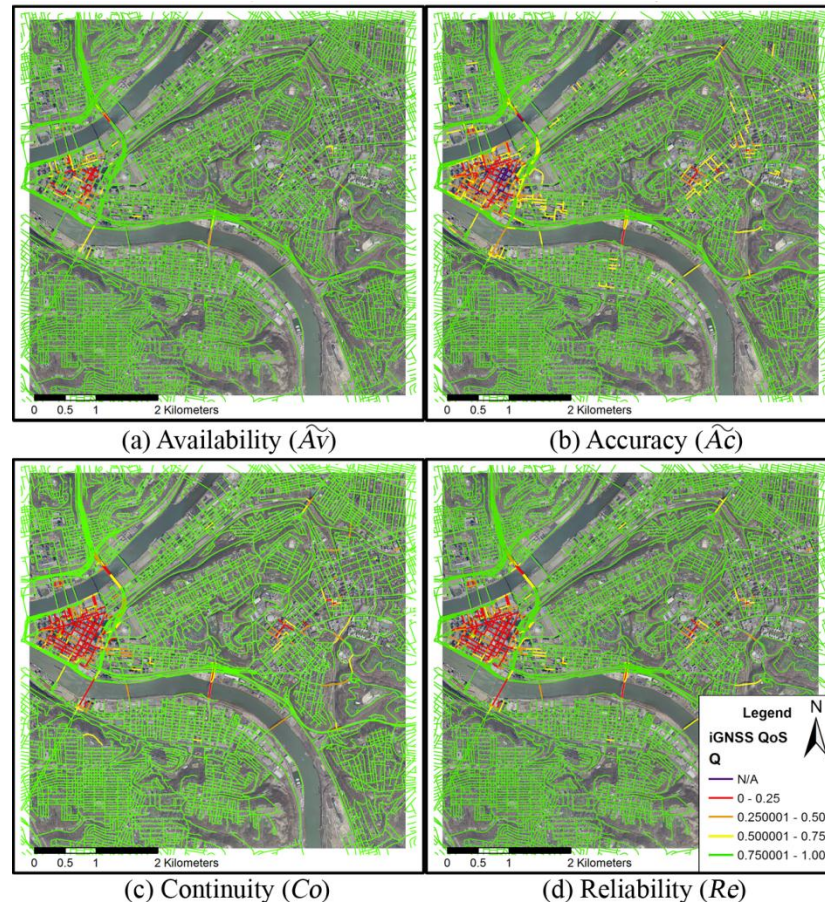 0 0.5 1 2 Kilometers
0 0.5 1 2 Kilometers
(a) Availability (A͠v)
(b) Accuracy (A͠c)
Legend
iGNSS QoS
Q
N
N/A
0 - 0.25
0.250001 - 0.50
0.500001 - 0.75
0.750001 - 1.00
0 0.5 1 2 Kilometers
0 0.5 1 2 Kilometers
(c) Continuity (Co)
(d) Reliability (Re)